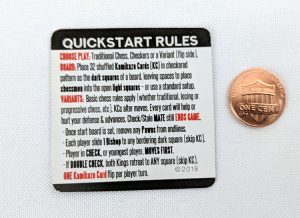 QUICKSTART RULES
CHOOSE PLAY: Traditional Chess, Checkers or a Variant (flip side).
BOARD: Place 32 shuffled Kamikaze Cards (KC) in checkered
pattern as the dark squares of a board, leaving spaces to place
chessmen into the open light squares - or use a standard setup.
VARIANTS: Basic chess rules apply (whether traditional, losing or
progressive chess, etc.) KCs alter moves. Every card will help or
hurt your defense & advances. Check/Stale MATE still ENDS GAME.
- Once board is set, remove any Pawns from endlines.
- Each player slide 1 Bishop to any bordering dark square (skip KC).
- Player in CHECK, or youngest player, MOVES FIRST.
- If DOUBLE CHECK, both Kings retreat to ANY square (skip KC).
ONE Kamikaze Card flip per player turn.
© 2018
ONE CENT